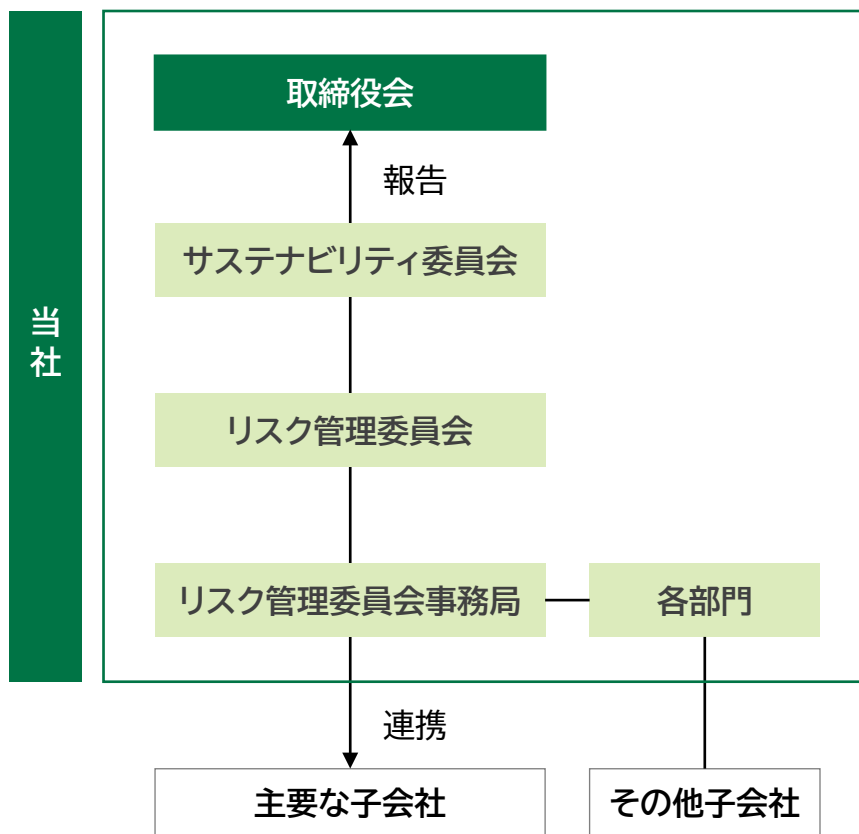 当社
取締役会
報告
サステナビリティ委員会
リスク管理委員会
リスク管理委員会事務局
各部門
連携
主要な子会社
その他子会社